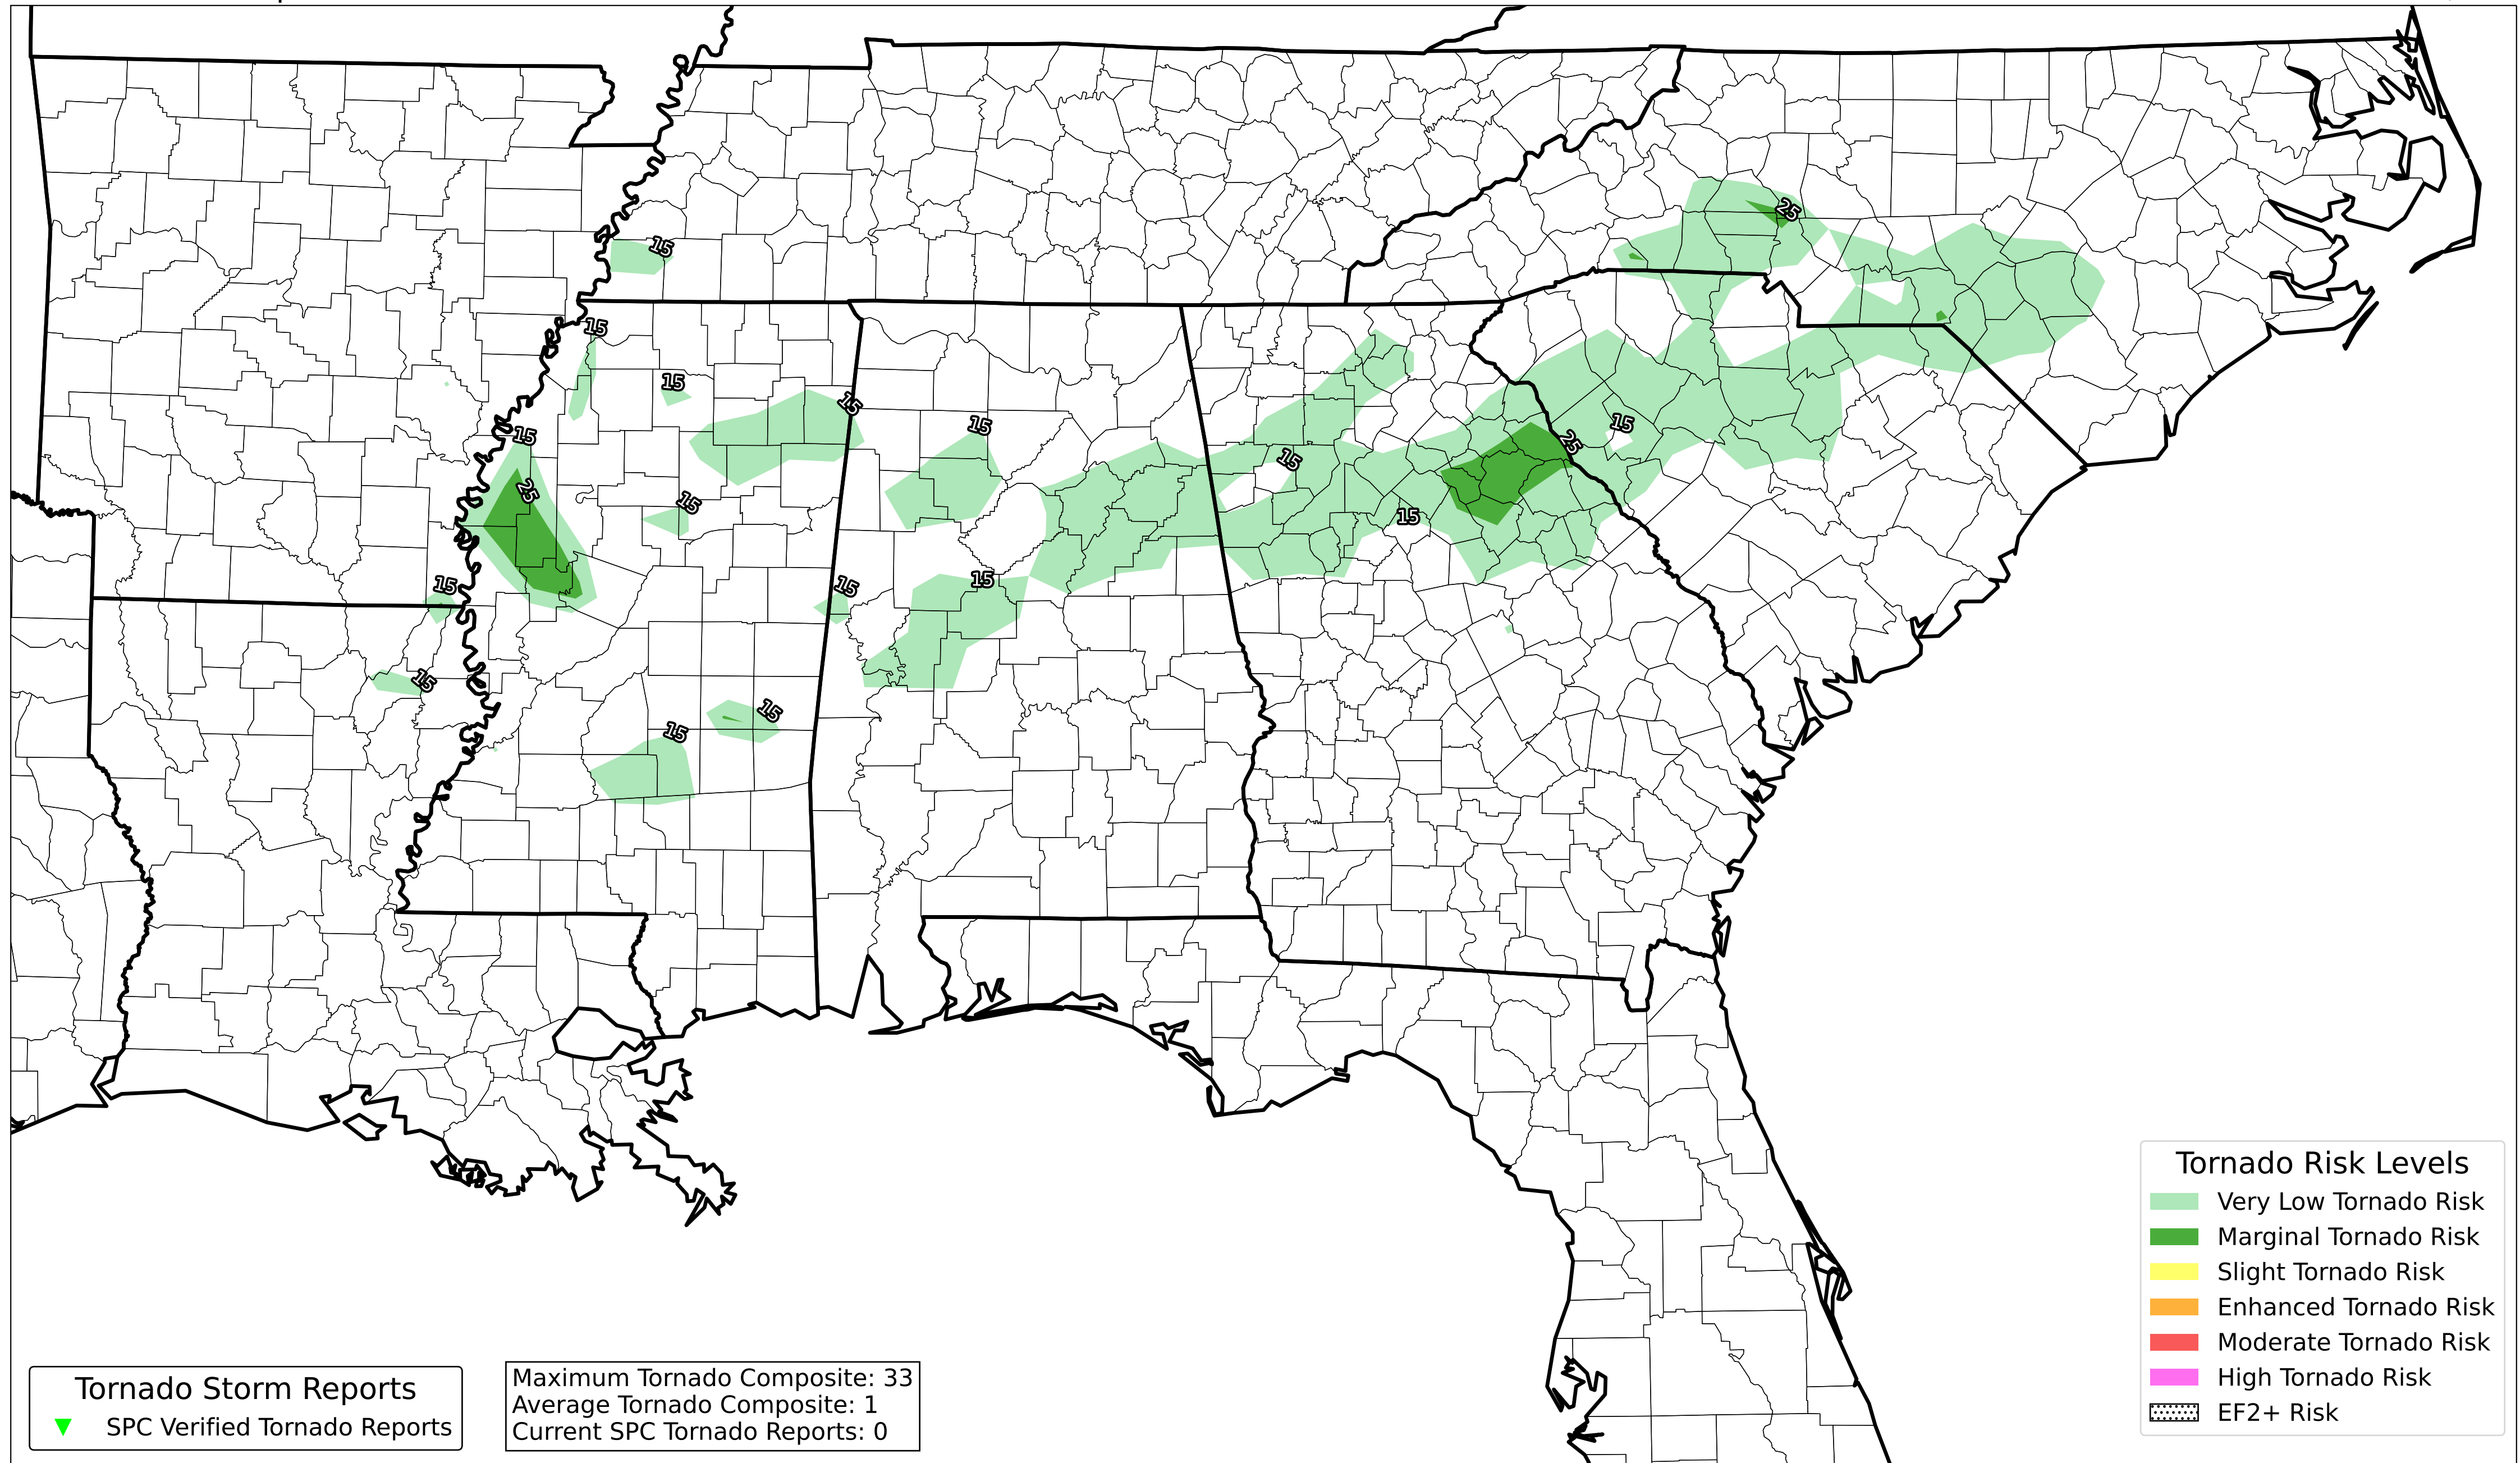 25
15
15
15
15
15
15
15
25
15
25
15
15
15
15
15
15
15
15
15
Tornado Risk Levels
Very Low Tornado Risk
Marginal Tornado Risk
Slight Tornado Risk
Enhanced Tornado Risk
Moderate Tornado Risk
High Tornado Risk
EF2+ Risk
Tornado Storm Reports
SPC Verified Tornado Reports
Maximum Tornado Composite: 33
Average Tornado Composite: 1
Current SPC Tornado Reports: 0